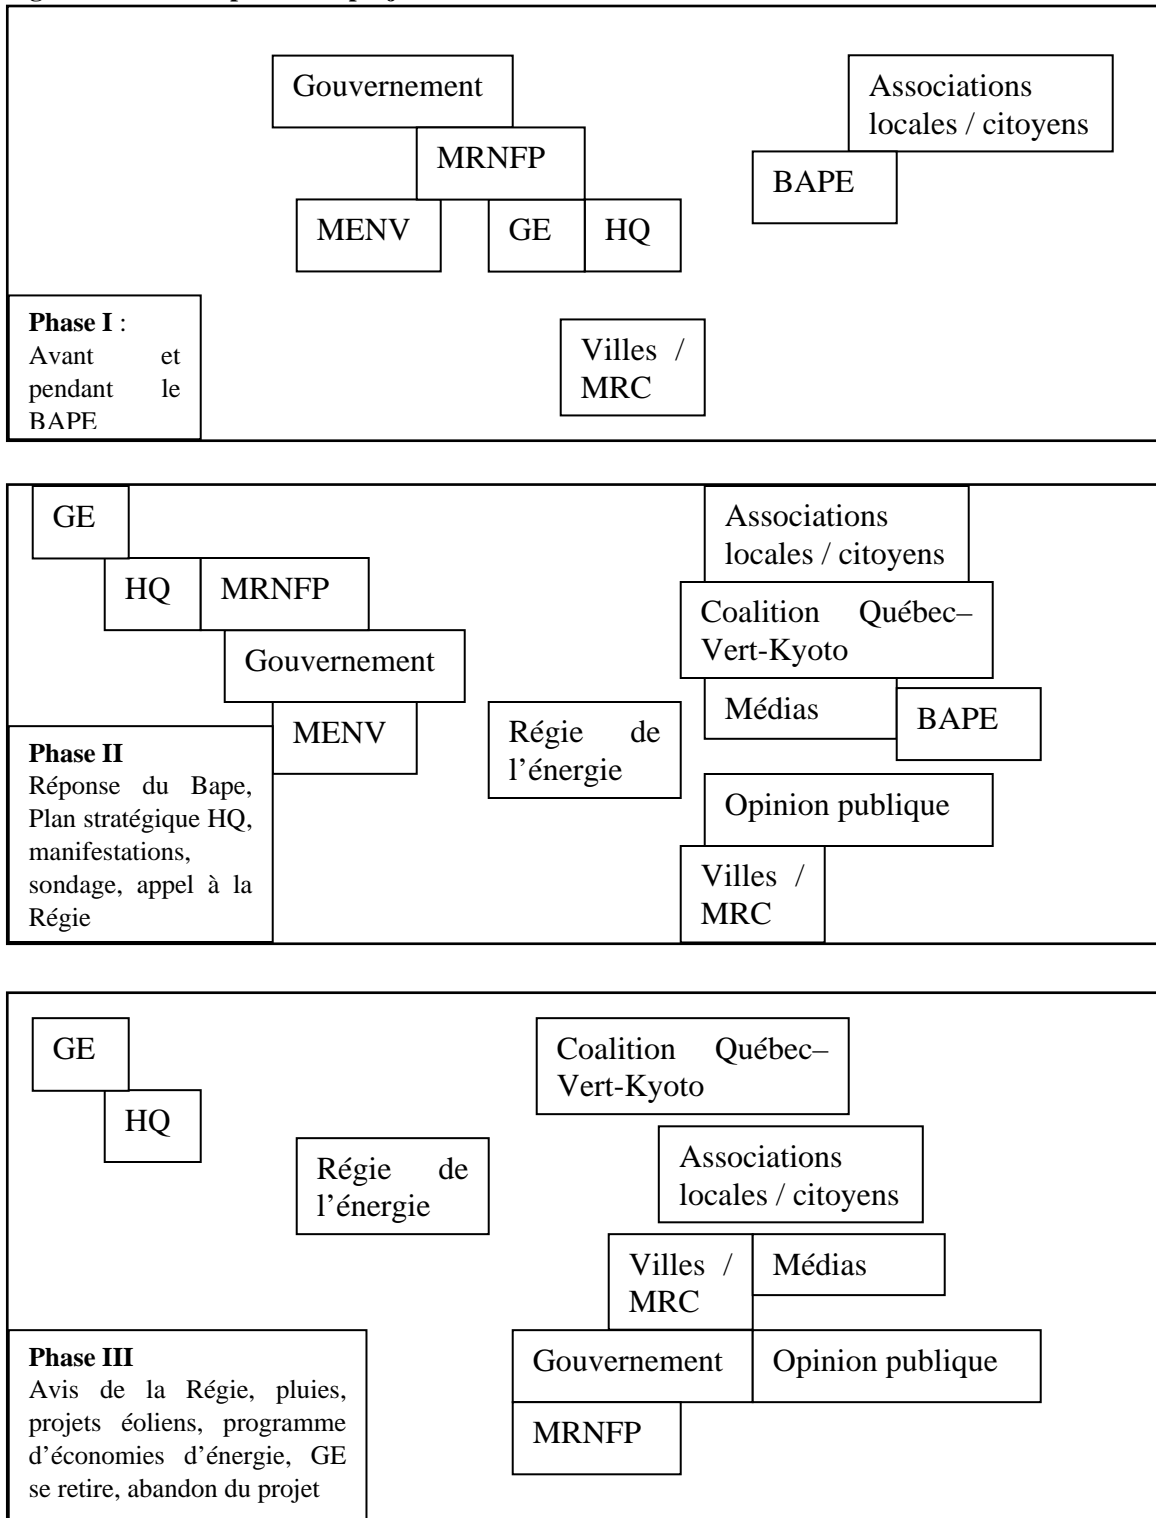 Gouvernement
Associations
locales / citoyens
MRNFP
BAPE
MENV
GE
HQ
Phase I :
Avant et
pendant le
BAPE
Villes /
MRC
GE
Associations
locales / citoyens
HQ
MRNFP
Coalition Québec–
Vert-Kyoto
Gouvernement
Médias
BAPE
MENV
Régie de
l’énergie
Phase II
Réponse du Bape,
Plan stratégique HQ,
manifestations,
sondage, appel à la
Régie
Opinion publique
Villes /
MRC
GE
Coalition Québec–
Vert-Kyoto
HQ
Régie de
l’énergie
Associations
locales / citoyens
Villes /
MRC
Médias
Phase III
Avis de la Régie, pluies,
projets éoliens, programme
d’économies d’énergie, GE
se retire, abandon du projet
Gouvernement
Opinion publique
MRNFP